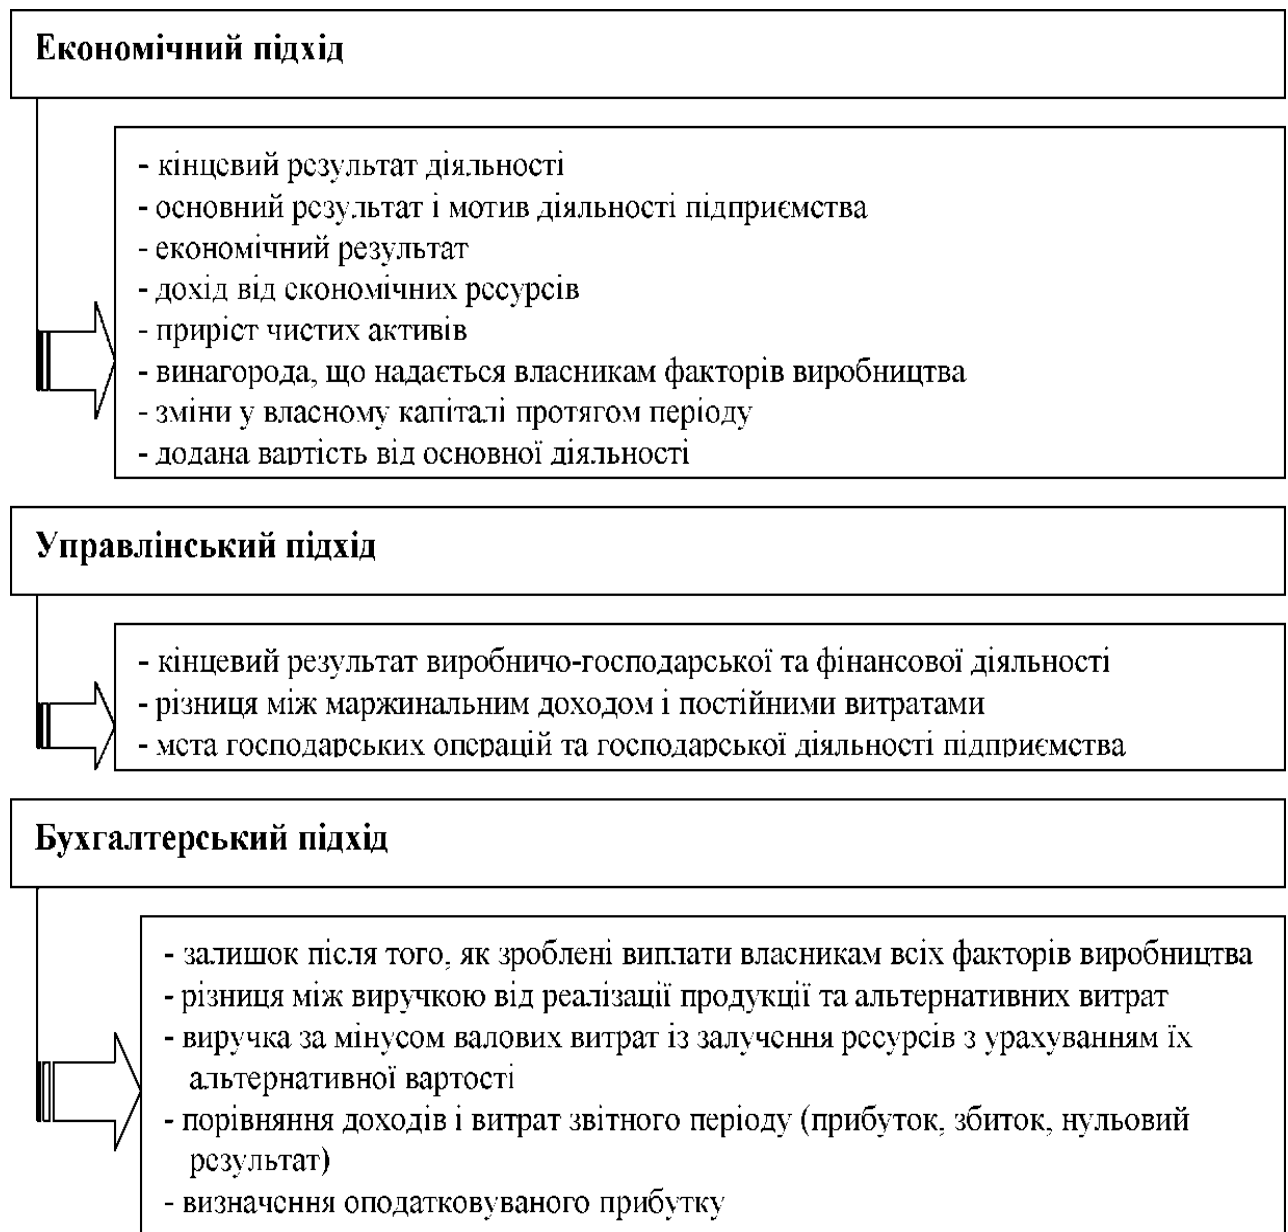 Економічний підхід
- кінцевий результат діяльності
- основний результат і мотив діяльності підприємства
- економічний результат
- дохід від економічних ресурсів
- приріст чистих активів
- винагорода, що надається власникам факторів виробництва
- зміни у власному капіталі протягом періоду
- додана вартість від основної діяльності
Управлінський підхід
- кінцевий результат виробничо-господарської та фінансової діяльності
- різниця між маржинальним доходом і постійними витратами
- мета господарських операцій та господарської діяльності підприємства
Бухгалтерський підхід
- залишок після того, як зроблені виплати власникам всіх факторів виробництва
- різниця між виручкою від реалізації продукції та альтернативних витрат
- виручка за мінусом валових витрат із залучення ресурсів з урахуванням їх
альтернативної вартості
- порівняння доходів і витрат звітного періоду (прибуток, збиток, нульовий
результат)
- визначення оподатковуваного прибутку